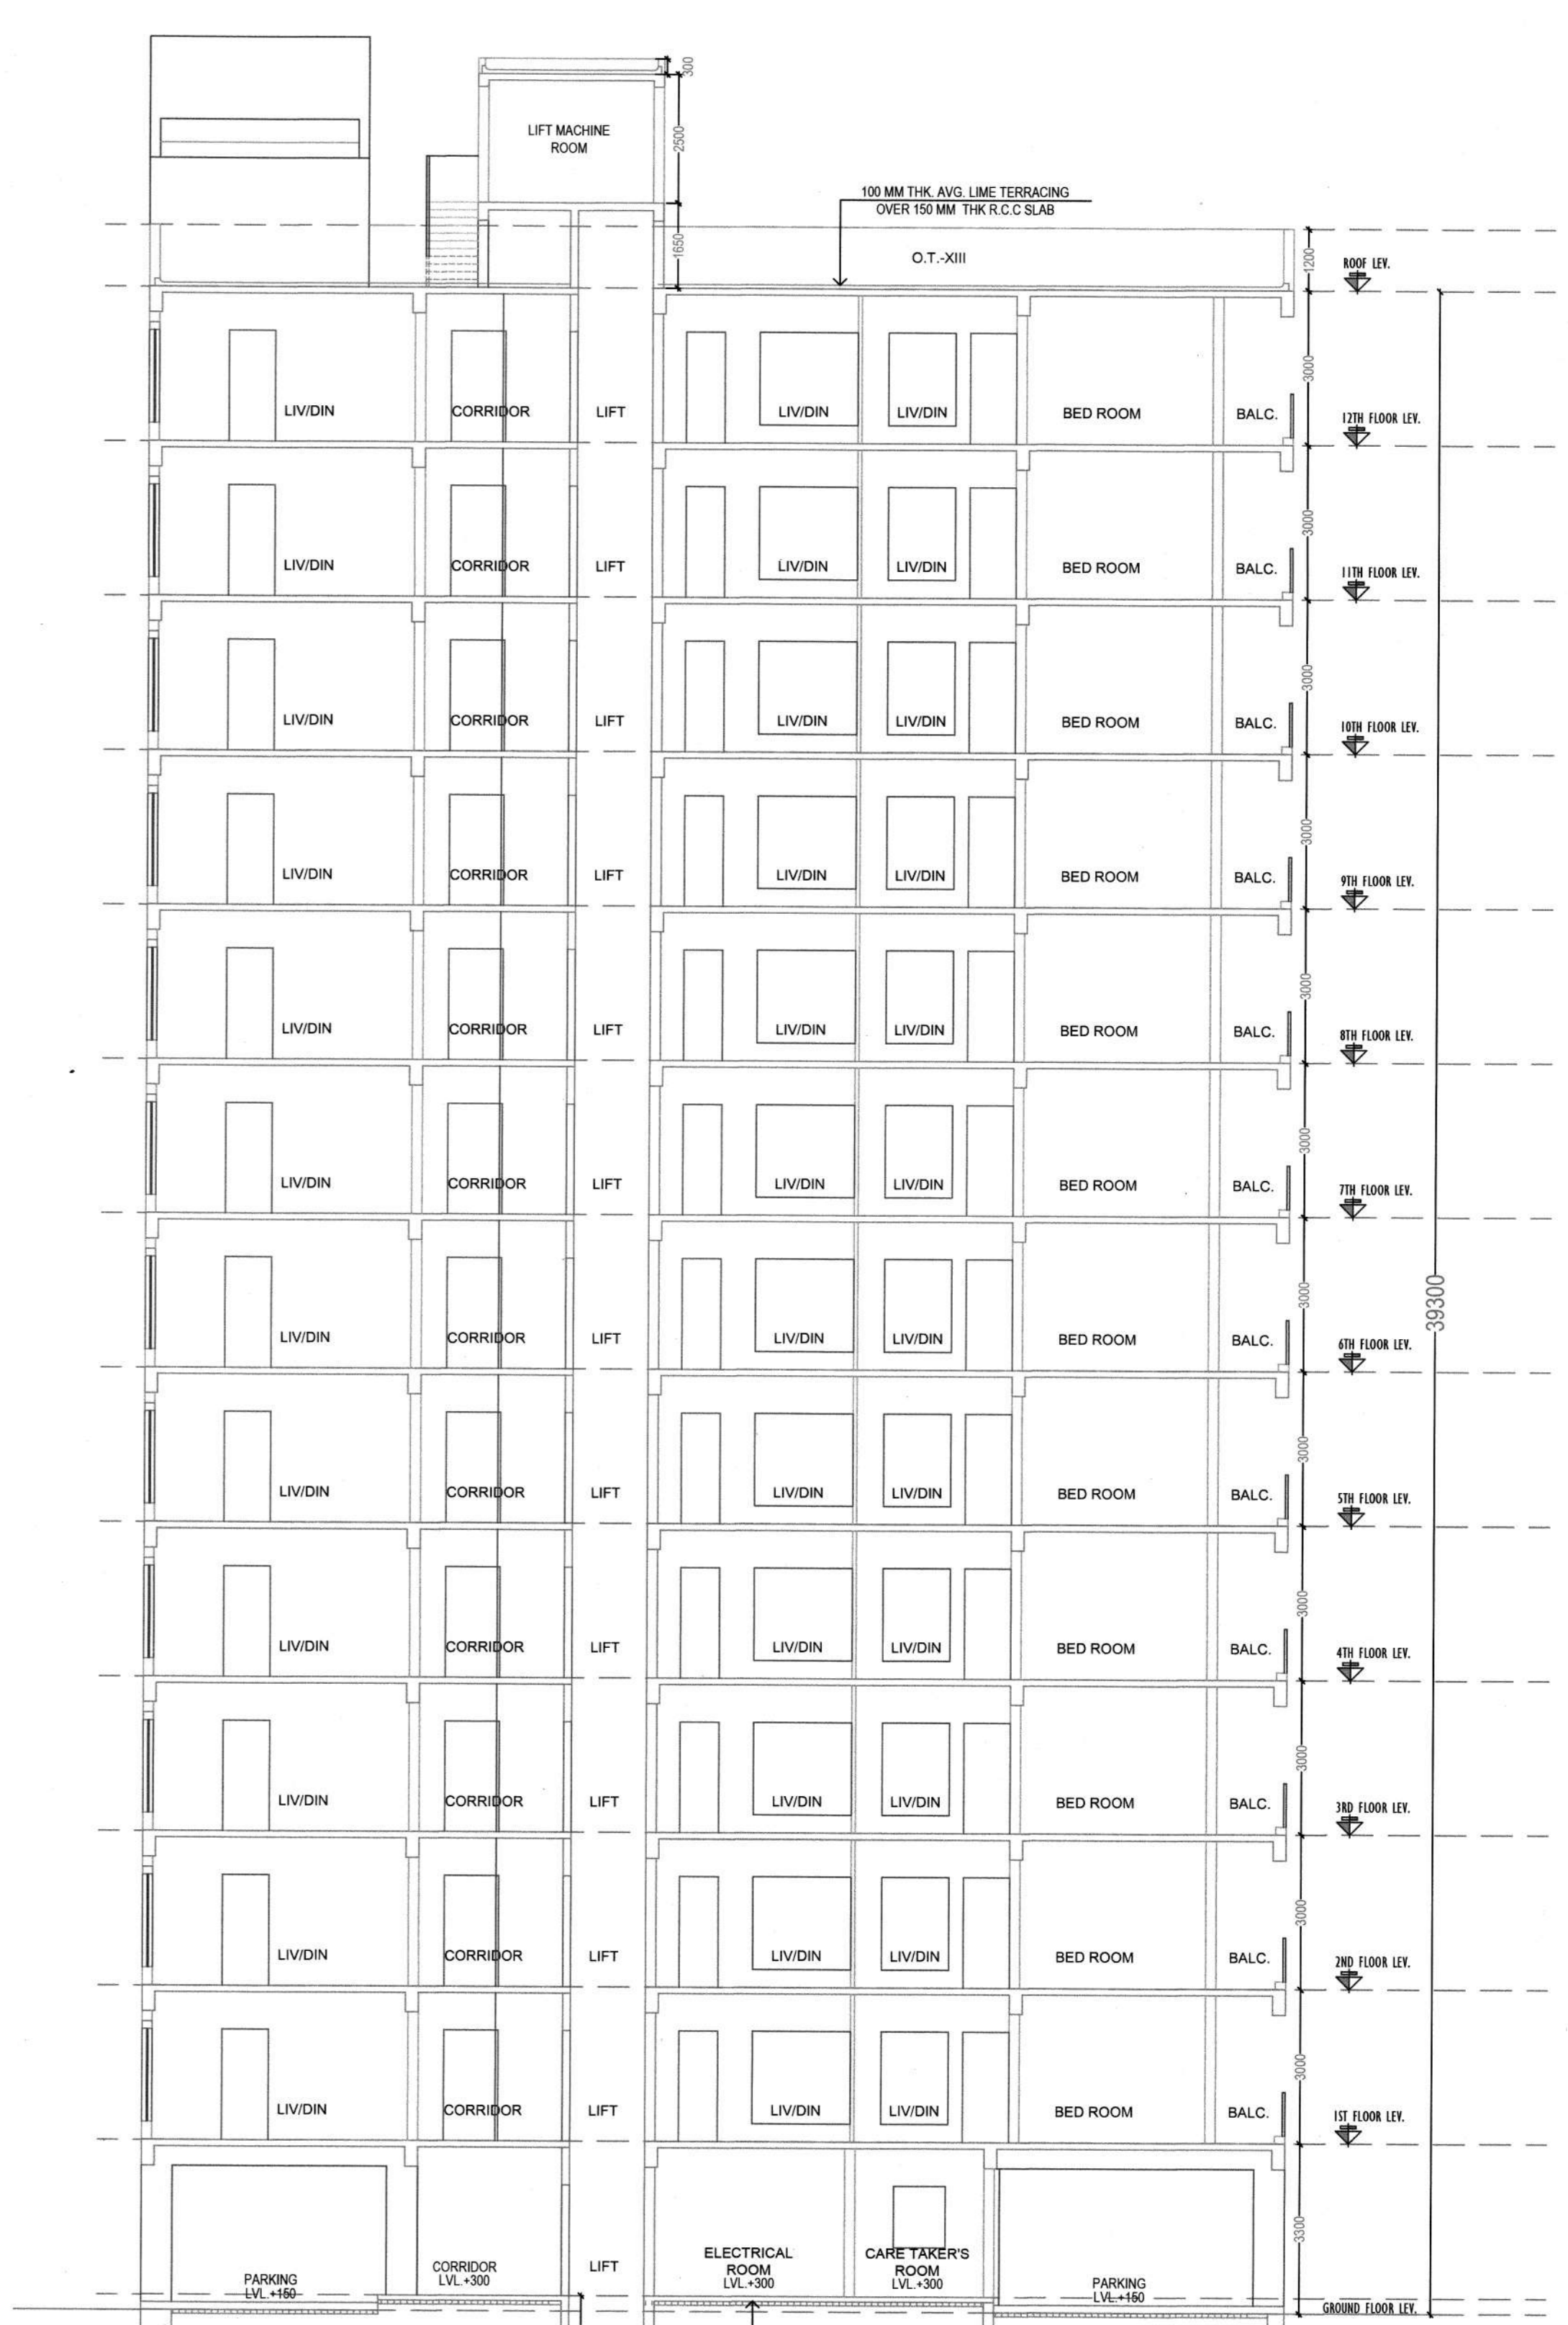 300
LIFT MACHINE
ROOM
2500
100 MM THK. AVG. LIME TERRACING
OVER 150 MM THK R.C.C SLAB
1650
O.T.-XIII
1200
ROOF LEV.
3000
LIV/DIN
CORRIDOR
LIFT
LIV/DIN
LIV/DIN
BED ROOM
BALC.
12TH FLOOR LEV.
3000
LIV/DIN
CORRIDOR
LIFT
LIV/DIN
LIV/DIN
BED ROOM
BALC.
11TH FLOOR LEV.
3000
LIV/DIN
CORRIDOR
LIFT
LIV/DIN
LIV/DIN
BED ROOM
BALC.
10TH FLOOR LEV.
3000
LIV/DIN
CORRIDOR
LIFT
LIV/DIN
LIV/DIN
BED ROOM
BALC.
9TH FLOOR LEV.
3000
LIV/DIN
CORRIDOR
LIFT
LIV/DIN
LIV/DIN
BED ROOM
BALC.
8TH FLOOR LEV.
3000
LIV/DIN
CORRIDOR
LIFT
LIV/DIN
LIV/DIN
BED ROOM
BALC.
7TH FLOOR LEV.
3000
39300
LIV/DIN
CORRIDOR
LIFT
LIV/DIN
LIV/DIN
BED ROOM
BALC.
6TH FLOOR LEV.
3000
LIV/DIN
CORRIDOR
LIFT
LIV/DIN
LIV/DIN
BED ROOM
BALC.
5TH FLOOR LEV.
3000
LIV/DIN
CORRIDOR
LIFT
LIV/DIN
LIV/DIN
BED ROOM
BALC.
4TH FLOOR LEV.
3000
LIV/DIN
CORRIDOR
LIFT
LIV/DIN
LIV/DIN
BED ROOM
BALC.
3RD FLOOR LEV.
3000
LIV/DIN
CORRIDOR
LIFT
LIV/DIN
LIV/DIN
BED ROOM
BALC.
2ND FLOOR LEV.
3000
LIV/DIN
CORRIDOR
LIFT
LIV/DIN
LIV/DIN
BED ROOM
BALC.
1ST FLOOR LEV.
3300
PARKING
LVL.+150
CORRIDOR
LVL.+300
LIFT
ELECTRICAL
ROOM
LVL.+300
CARE TAKER'S
ROOM
LVL.+300
PARKING
LVL.+150
GROUND FLOOR LEV.